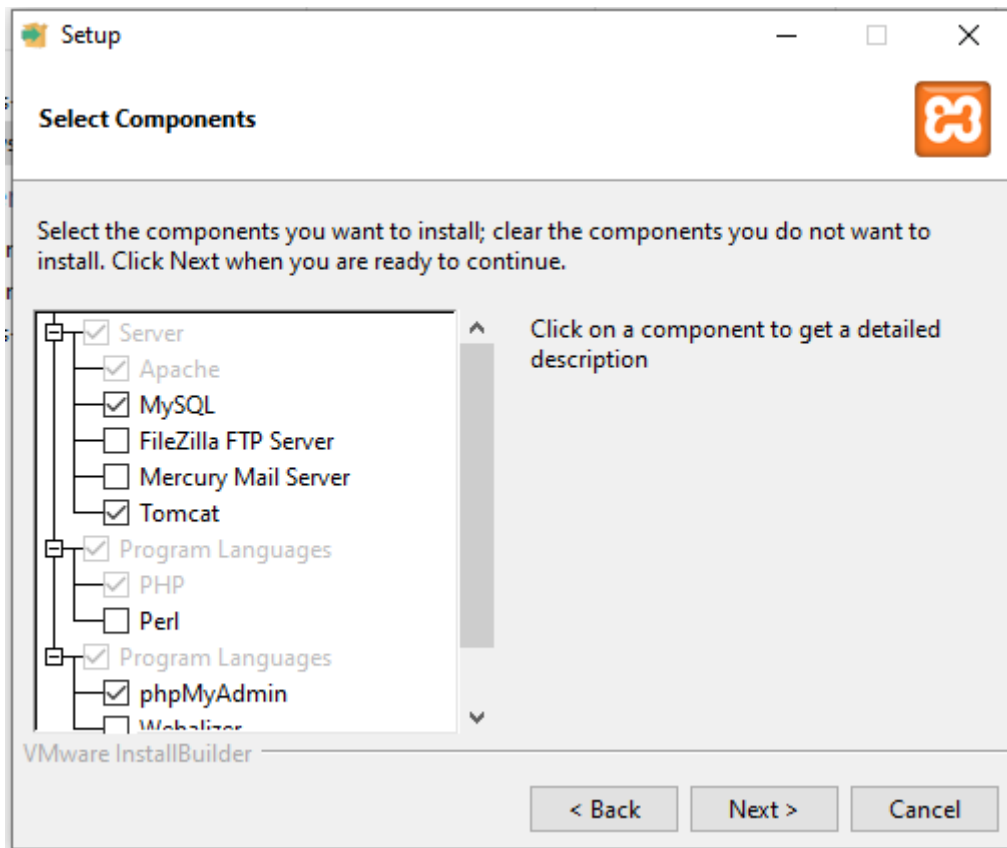 Setup
Select Components
Select the components you want to install; clear the components you do not want to
install. Click Next when you are ready to continue.
Server
Apache
MySQL
FileZilla FTP Server
Mercury Mail Server
Tomcat
Program Languages
PHP
Perl
Program Languages
phpMyAdmin
Webalizer
Click on a component to get a detailed
description
VMware InstallBuilder
< Back
Next >
Cancel